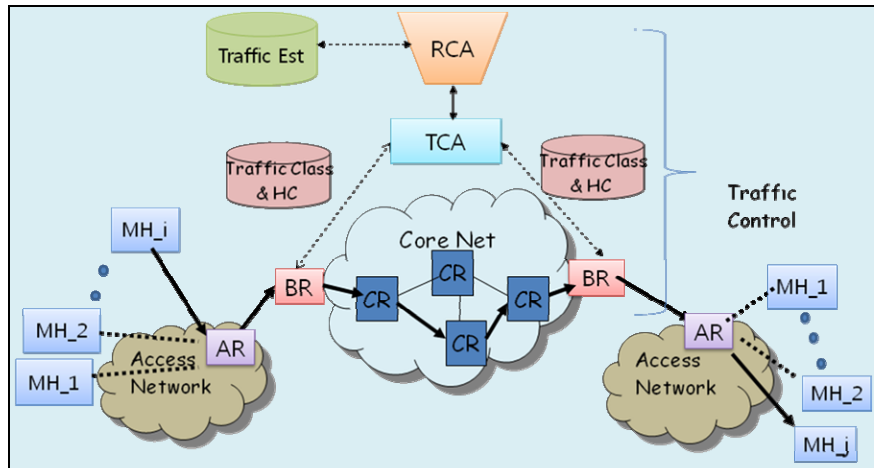 Traffic Est
RCA
TCA
Traffic Class
& HC
Traffic Class
& HC
Traffic
Control
MH_i
Core Net
BR
CR
CR
CR
CR
BR
MH_1
MH_2
AR
AR
MH_1
Access
Network
Access
Network
MH_2
MH_j